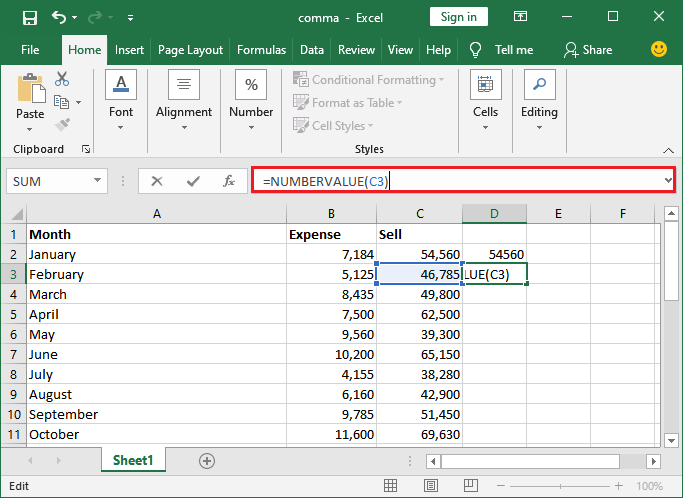 comma - Excel
Sign in
File Home Insert Page Layout Formulas Data Review View Help Tell me Share
Paste
Clipboard
Font
Alignment
%
Number
Conditional Formatting
Format as Table
Cell Styles
Styles
Cells
Editing
SUM fx =NUMBERVALUE(C3)
A B C D E F
1 Month Expense Sell
2 January 7,184 54,560 54560
3 February 5,125 46,785 LUE(C3)
4 March 8,435 49,800
5 April 7,500 62,500
6 May 9,560 39,300
7 June 10,200 65,150
8 July 4,155 38,280
9 August 6,160 42,900
10 September 9,785 51,450
11 October 11,600 69,630
Sheet1
Edit 100%